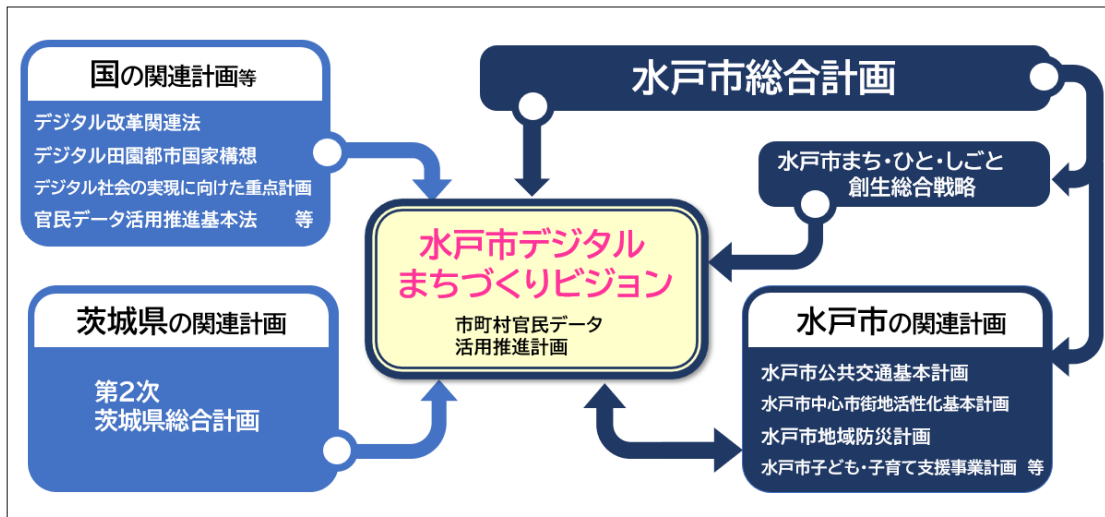 国の関連計画等
デジタル改革関連法
デジタル田園都市国家構想
デジタル社会の実現に向けた重点計画
官民データ活用推進基本法　　等
水戸市総合計画
水戸市まち・ひと・しごと
創生総合戦略
水戸市デジタル
まちづくりビジョン
市町村官民データ
活用推進計画
茨城県の関連計画
第2次
茨城県総合計画
水戸市の関連計画
水戸市公共交通基本計画
水戸市中心市街地活性化基本計画
水戸市地域防災計画
水戸市子ども・子育て支援事業計画　等